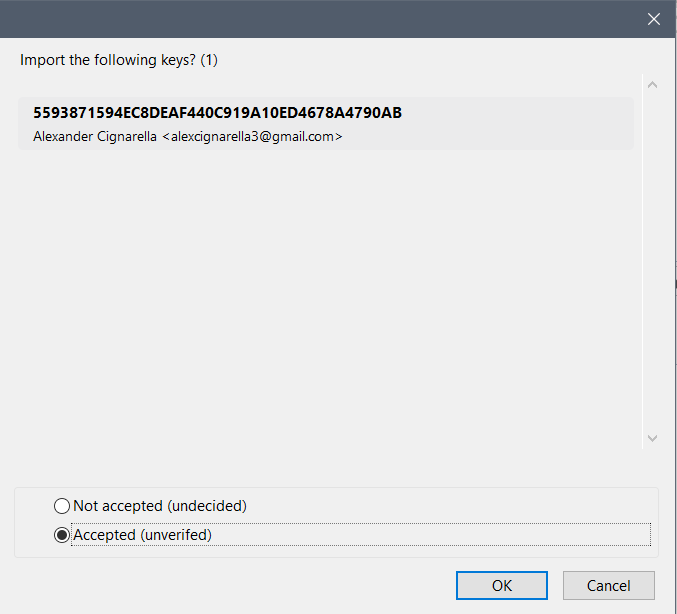 Import the following keys? (1)
5593871594EC8DEAF440C919A10ED4678A4790AB
Alexander Cignarella <alexcignarella3@gmail.com>
Not accepted (undecided)
Accepted (unverifed)
OK
Cancel